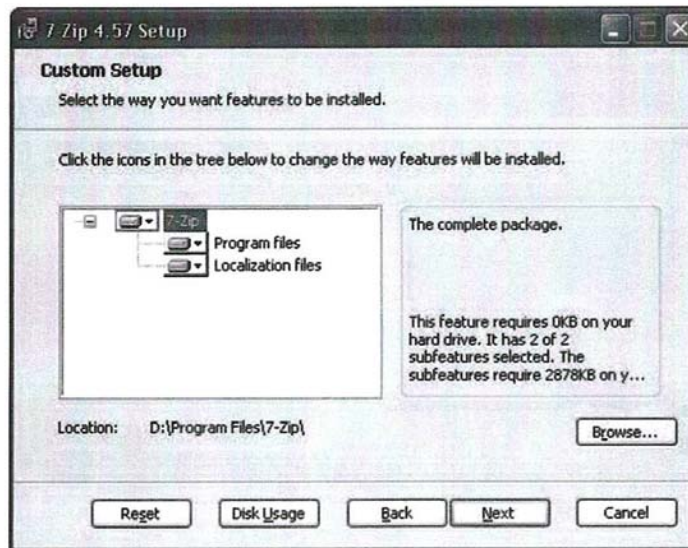 7-Zip 4.57 Setup
Custom Setup
Select the way you want features to be installed.
Click the icons in the tree below to change the way features will be installed.
7-Zip
Program files
Localization files
The complete package.
This feature requires 0KB on your
hard drive. It has 2 of 2
subfeatures selected. The
subfeatures require 2878KB on y...
Location: D:\Program Files\7-Zip\
Browse...
Reset Disk Usage Back Next Cancel